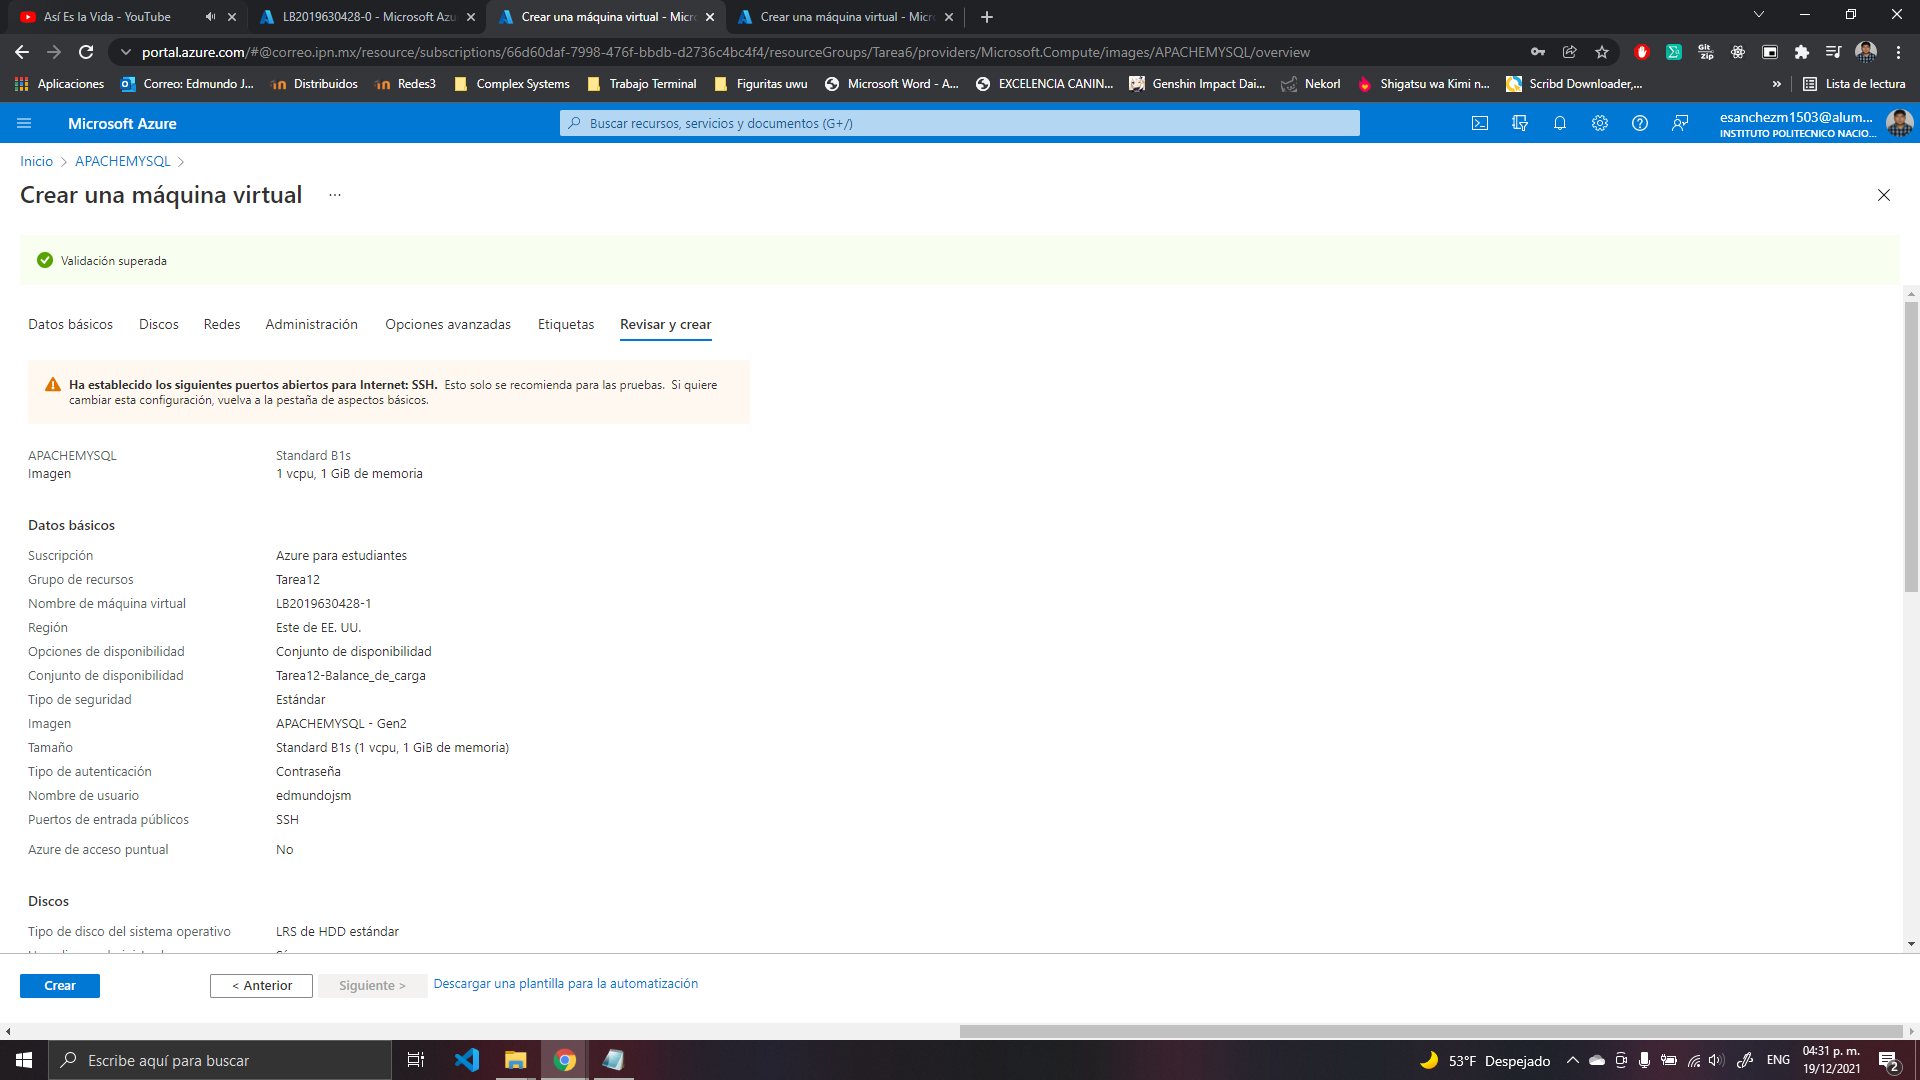 Así Es la Vida - YouTube
LB2019630428-0 - Microsoft Azu
Crear una máquina virtual - Micro
Crear una máquina virtual - Micro
portal.azure.com/#@correo.ipn.mx/resource/subscriptions/66d60daf-7998-476f-bbdb-d2736c4bc4f4/resourceGroups/Tarea6/providers/Microsoft.Compute/images/APACHEMYSQL/overview
Aplicaciones
Correo: Edmundo J...
Distribuidos
Redes3
Complex Systems
Trabajo Terminal
Figuritas uwu
Microsoft Word - A...
EXCELENCIA CANIN...
Genshin Impact Dai...
Nekorl
Shigatsu wa Kimi n...
Scribd Downloader,...
»
Lista de lectura
Microsoft Azure
Buscar recursos, servicios y documentos (G+/)
esanchezm1503@alum...
INSTITUTO POLITECNICO NACIO...
Inicio > APACHEMYSQL >
Crear una máquina virtual ...
Validación superada
Datos básicos Discos Redes Administración Opciones avanzadas Etiquetas Revisar y crear
Ha establecido los siguientes puertos abiertos para Internet: SSH. Esto solo se recomienda para las pruebas. Si quiere
cambiar esta configuración, vuelva a la pestaña de aspectos básicos.
APACHEMYSQL Standard B1s
Imagen 1 vcpu, 1 GiB de memoria
Datos básicos
Suscripción Azure para estudiantes
Grupo de recursos Tarea12
Nombre de máquina virtual LB2019630428-1
Región Este de EE. UU.
Opciones de disponibilidad Conjunto de disponibilidad
Conjunto de disponibilidad Tarea12-Balance_de_carga
Tipo de seguridad Estándar
Imagen APACHEMYSQL - Gen2
Tamaño Standard B1s (1 vcpu, 1 GiB de memoria)
Tipo de autenticación Contraseña
Nombre de usuario edmundojsm
Puertos de entrada públicos SSH
Azure de acceso puntual No
Discos
Tipo de disco del sistema operativo LRS de HDD estándar
Crear
< Anterior
Siguiente >
Descargar una plantilla para la automatización
Escribe aquí para buscar
53°F Despejado
ENG
04:31 p. m.
19/12/2021
2